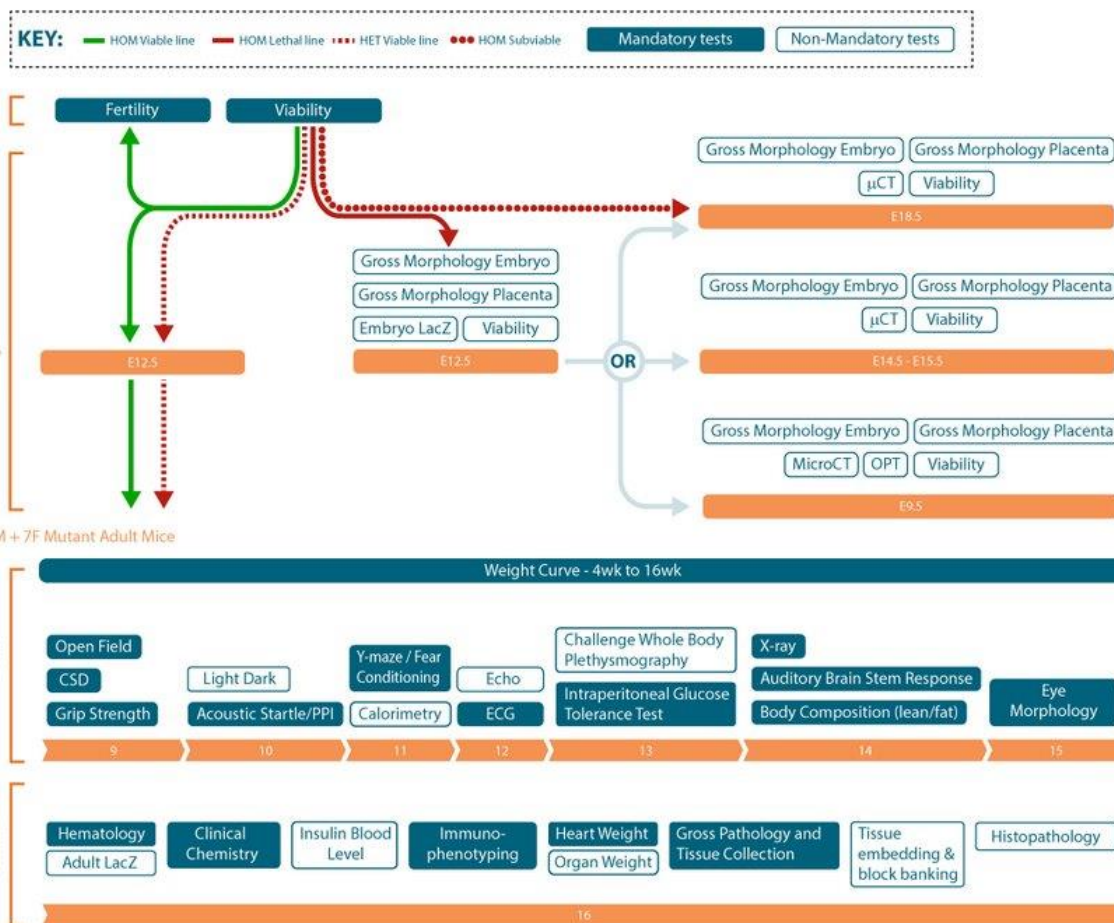 KEY: HOM Viable line HOM Lethal line HET Viable line HOM Subviable Mandatory tests Non-Mandatory tests
Fertility Viability
Gross Morphology Embryo Gross Morphology Placenta
μCT Viability
E18.5
Gross Morphology Embryo
Gross Morphology Placenta
Embryo LacZ Viability
E12.5
E12.5
OR
Gross Morphology Embryo Gross Morphology Placenta
μCT Viability
E14.5 - E15.5
Gross Morphology Embryo Gross Morphology Placenta
MicroCT OPT Viability
E9.5
+ 7F Mutant Adult Mice
Weight Curve - 4wk to 16wk
Open Field
CSD
Grip Strength
9
Light Dark
Acoustic Startle/PPI
10
Y-maze / Fear
Conditioning
Calorimetry
11
Echo
ECG
12
Challenge Whole Body
Plethysmography
Intraperitoneal Glucose
Tolerance Test
13
X-ray
Auditory Brain Stem Response
Body Composition (lean/fat)
14
Eye
Morphology
15
Hematology
Adult LacZ
Clinical
Chemistry
Insulin Blood
Level
Immuno-
phenotyping
Heart Weight
Organ Weight
Gross Pathology and
Tissue Collection
Tissue
embedding &
block banking
Histopathology
16